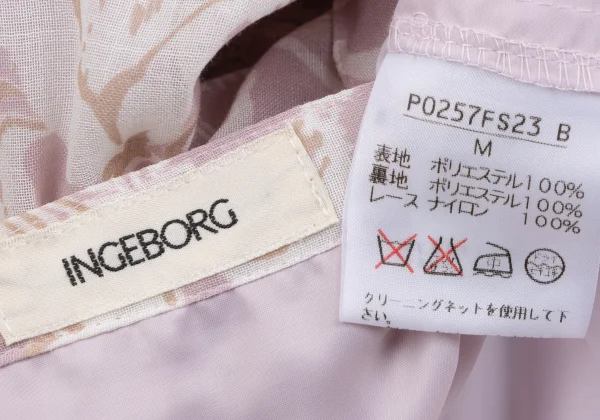 INGEBORG
P0257FS23 B
M
表地 ポリエステル100%
裏地 ポリエステル100%
レース ナイロン 100%
クリーニングネットを使用して下
さい。